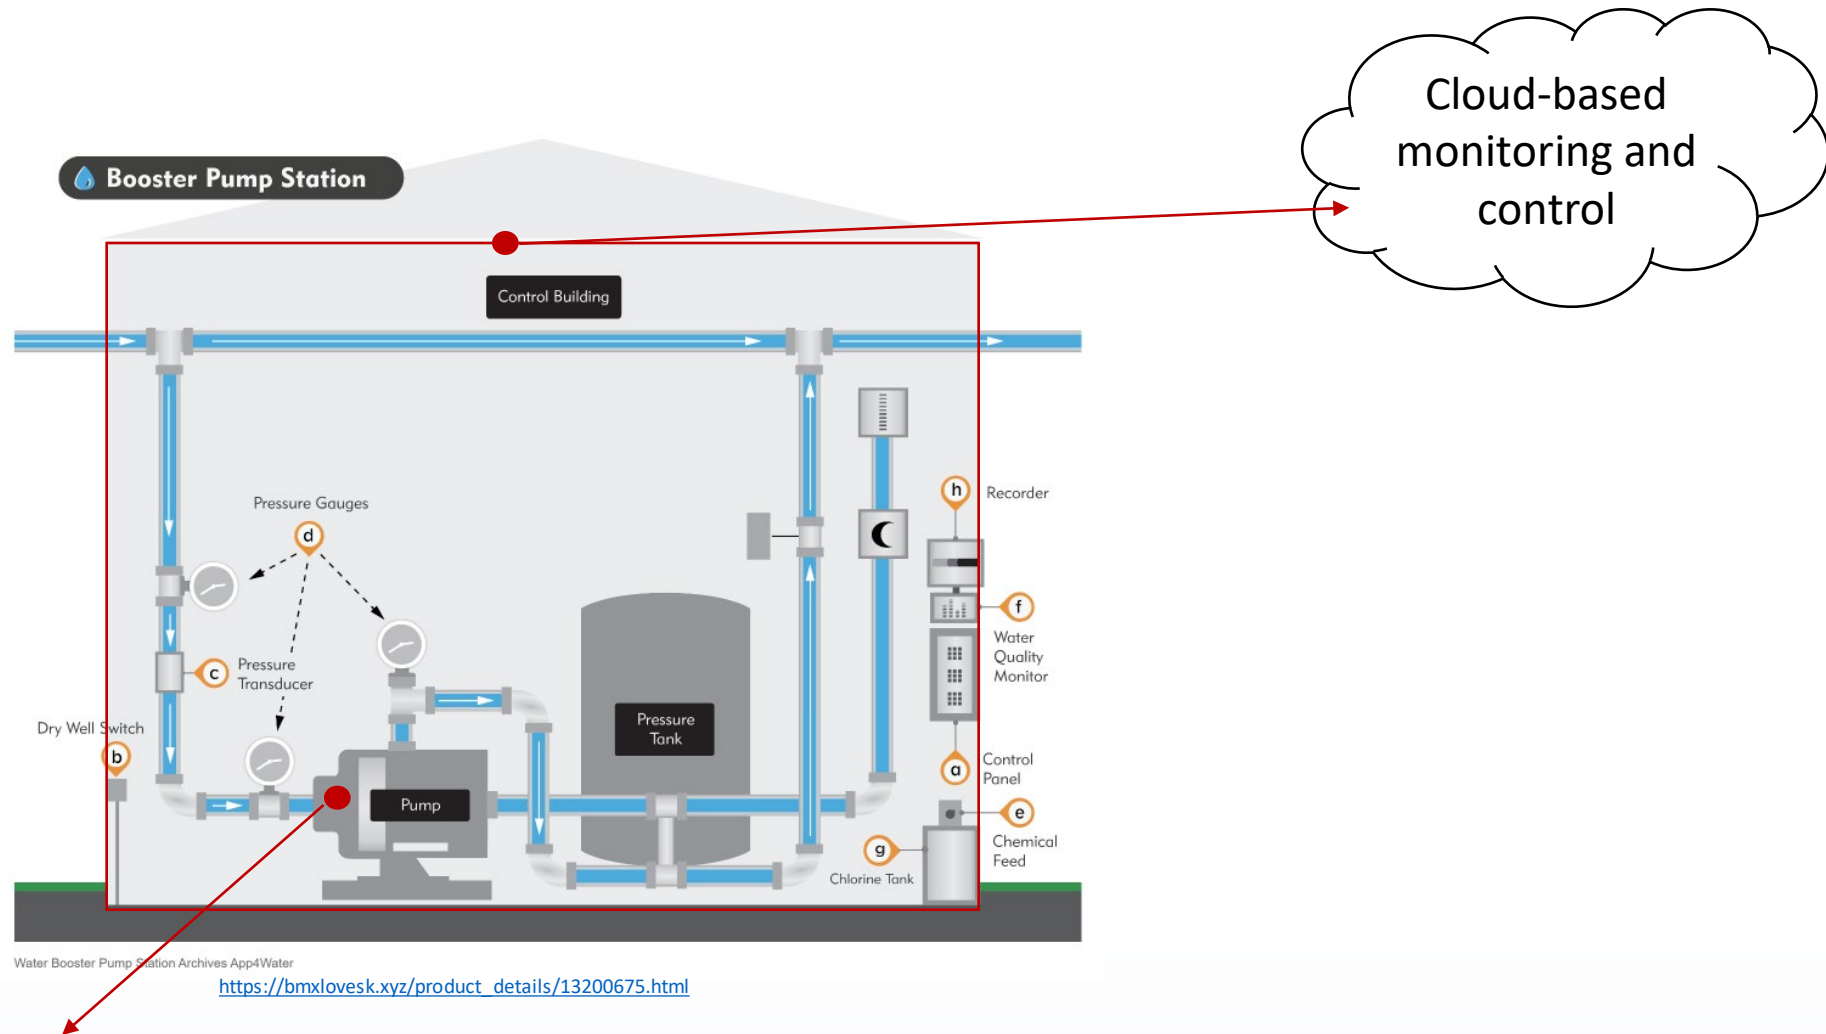 Cloud-based
monitoring and
control
Booster Pump Station
Control Building
h
Recorder
Pressure Gauges
d
f
Water
Quality
Monitor
c
Pressure
Transducer
Dry Well Switch
b
Pressure
Tank
a
Control
Panel
Pump
e
Chemical
Feed
g
Chlorine Tank
Water Booster Pump Station Archives App4Water
https://bmxlovesk.xyz/product_details/13200675.html